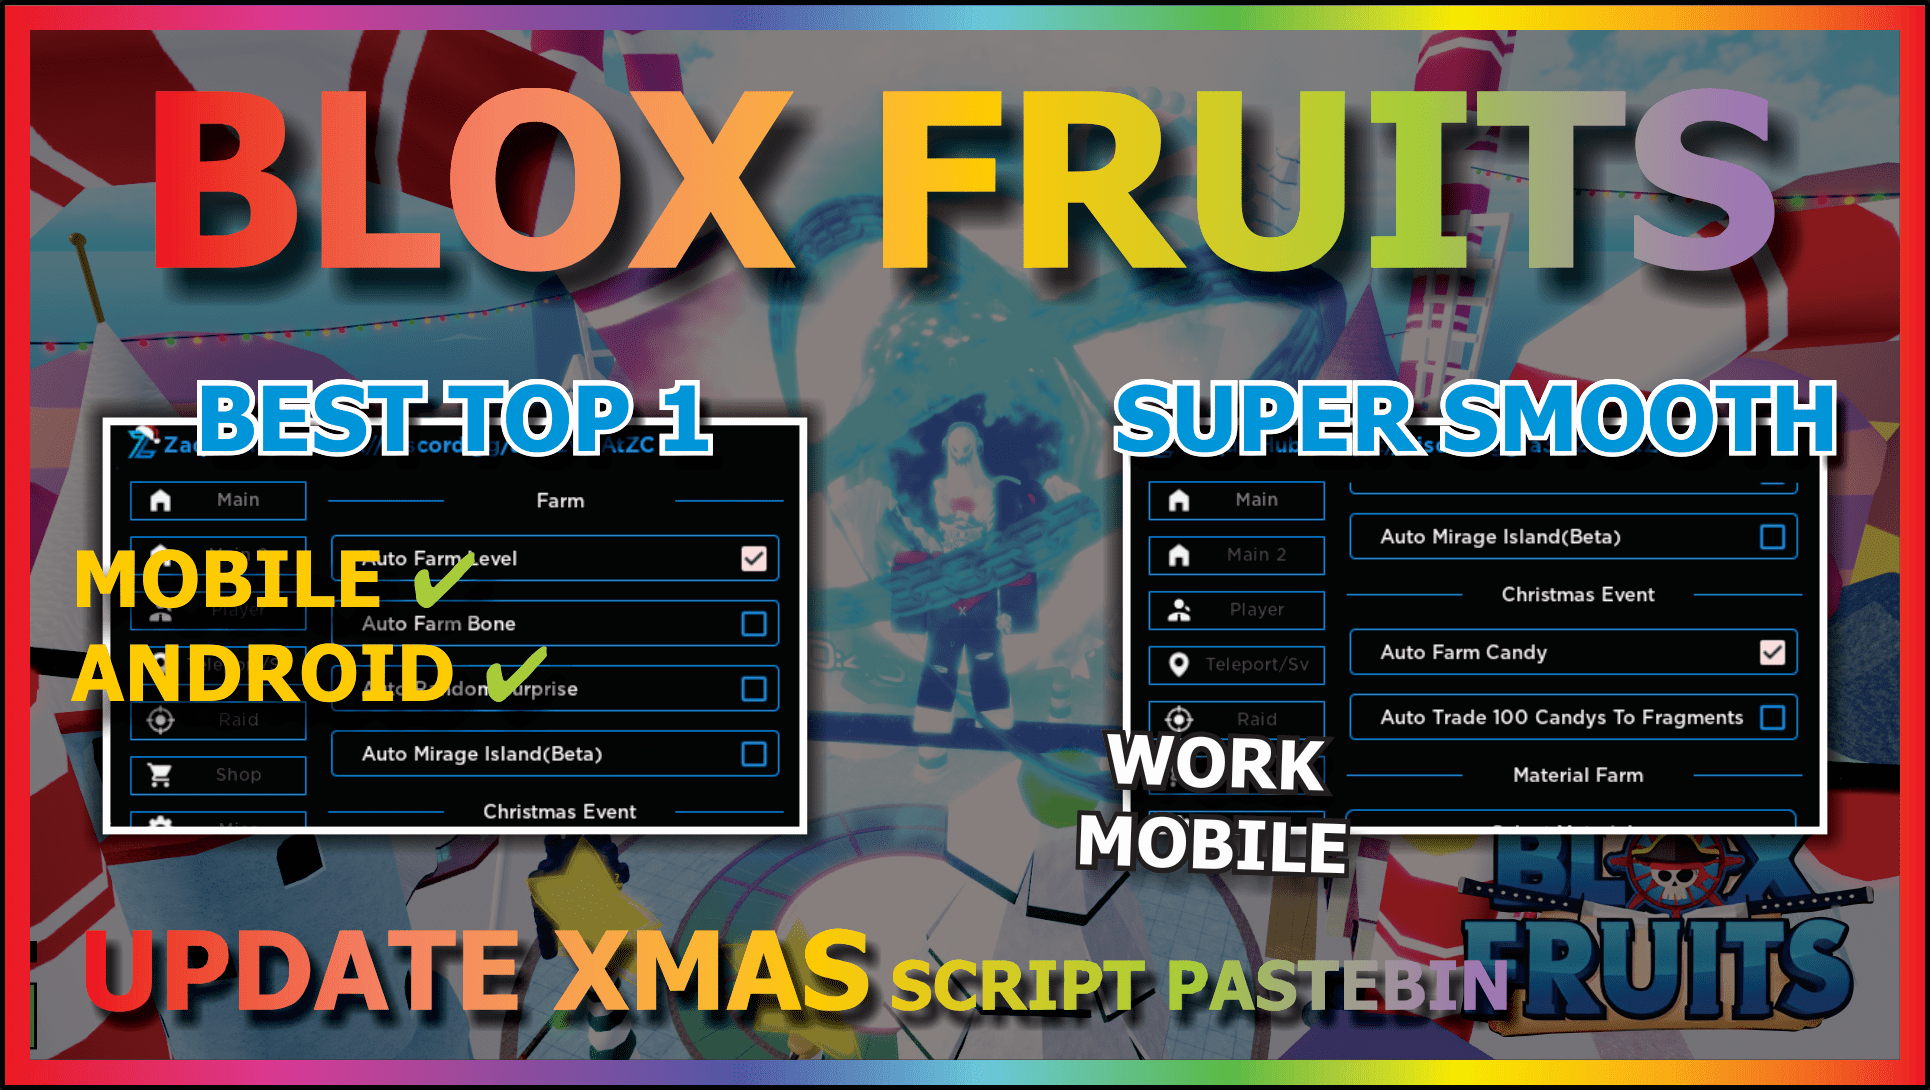 BLOX FRUITS
BEST TOP 1
SUPER SMOOTH
Main
Farm
Auto Farm Level
MOBILE ✔
Player
Auto Farm Bone
ANDROID ✔
Raid
Auto Mirage Island(Beta)
Shop
Christmas Event
Main
Auto Mirage Island(Beta)
Main 2
Christmas Event
Player
Auto Farm Candy
Teleport/Sv
Raid
Auto Trade 100 Candys To Fragments
Material Farm
WORK
MOBILE
UPDATE XMAS SCRIPT PASTEBIN
BLOX
FRUITS